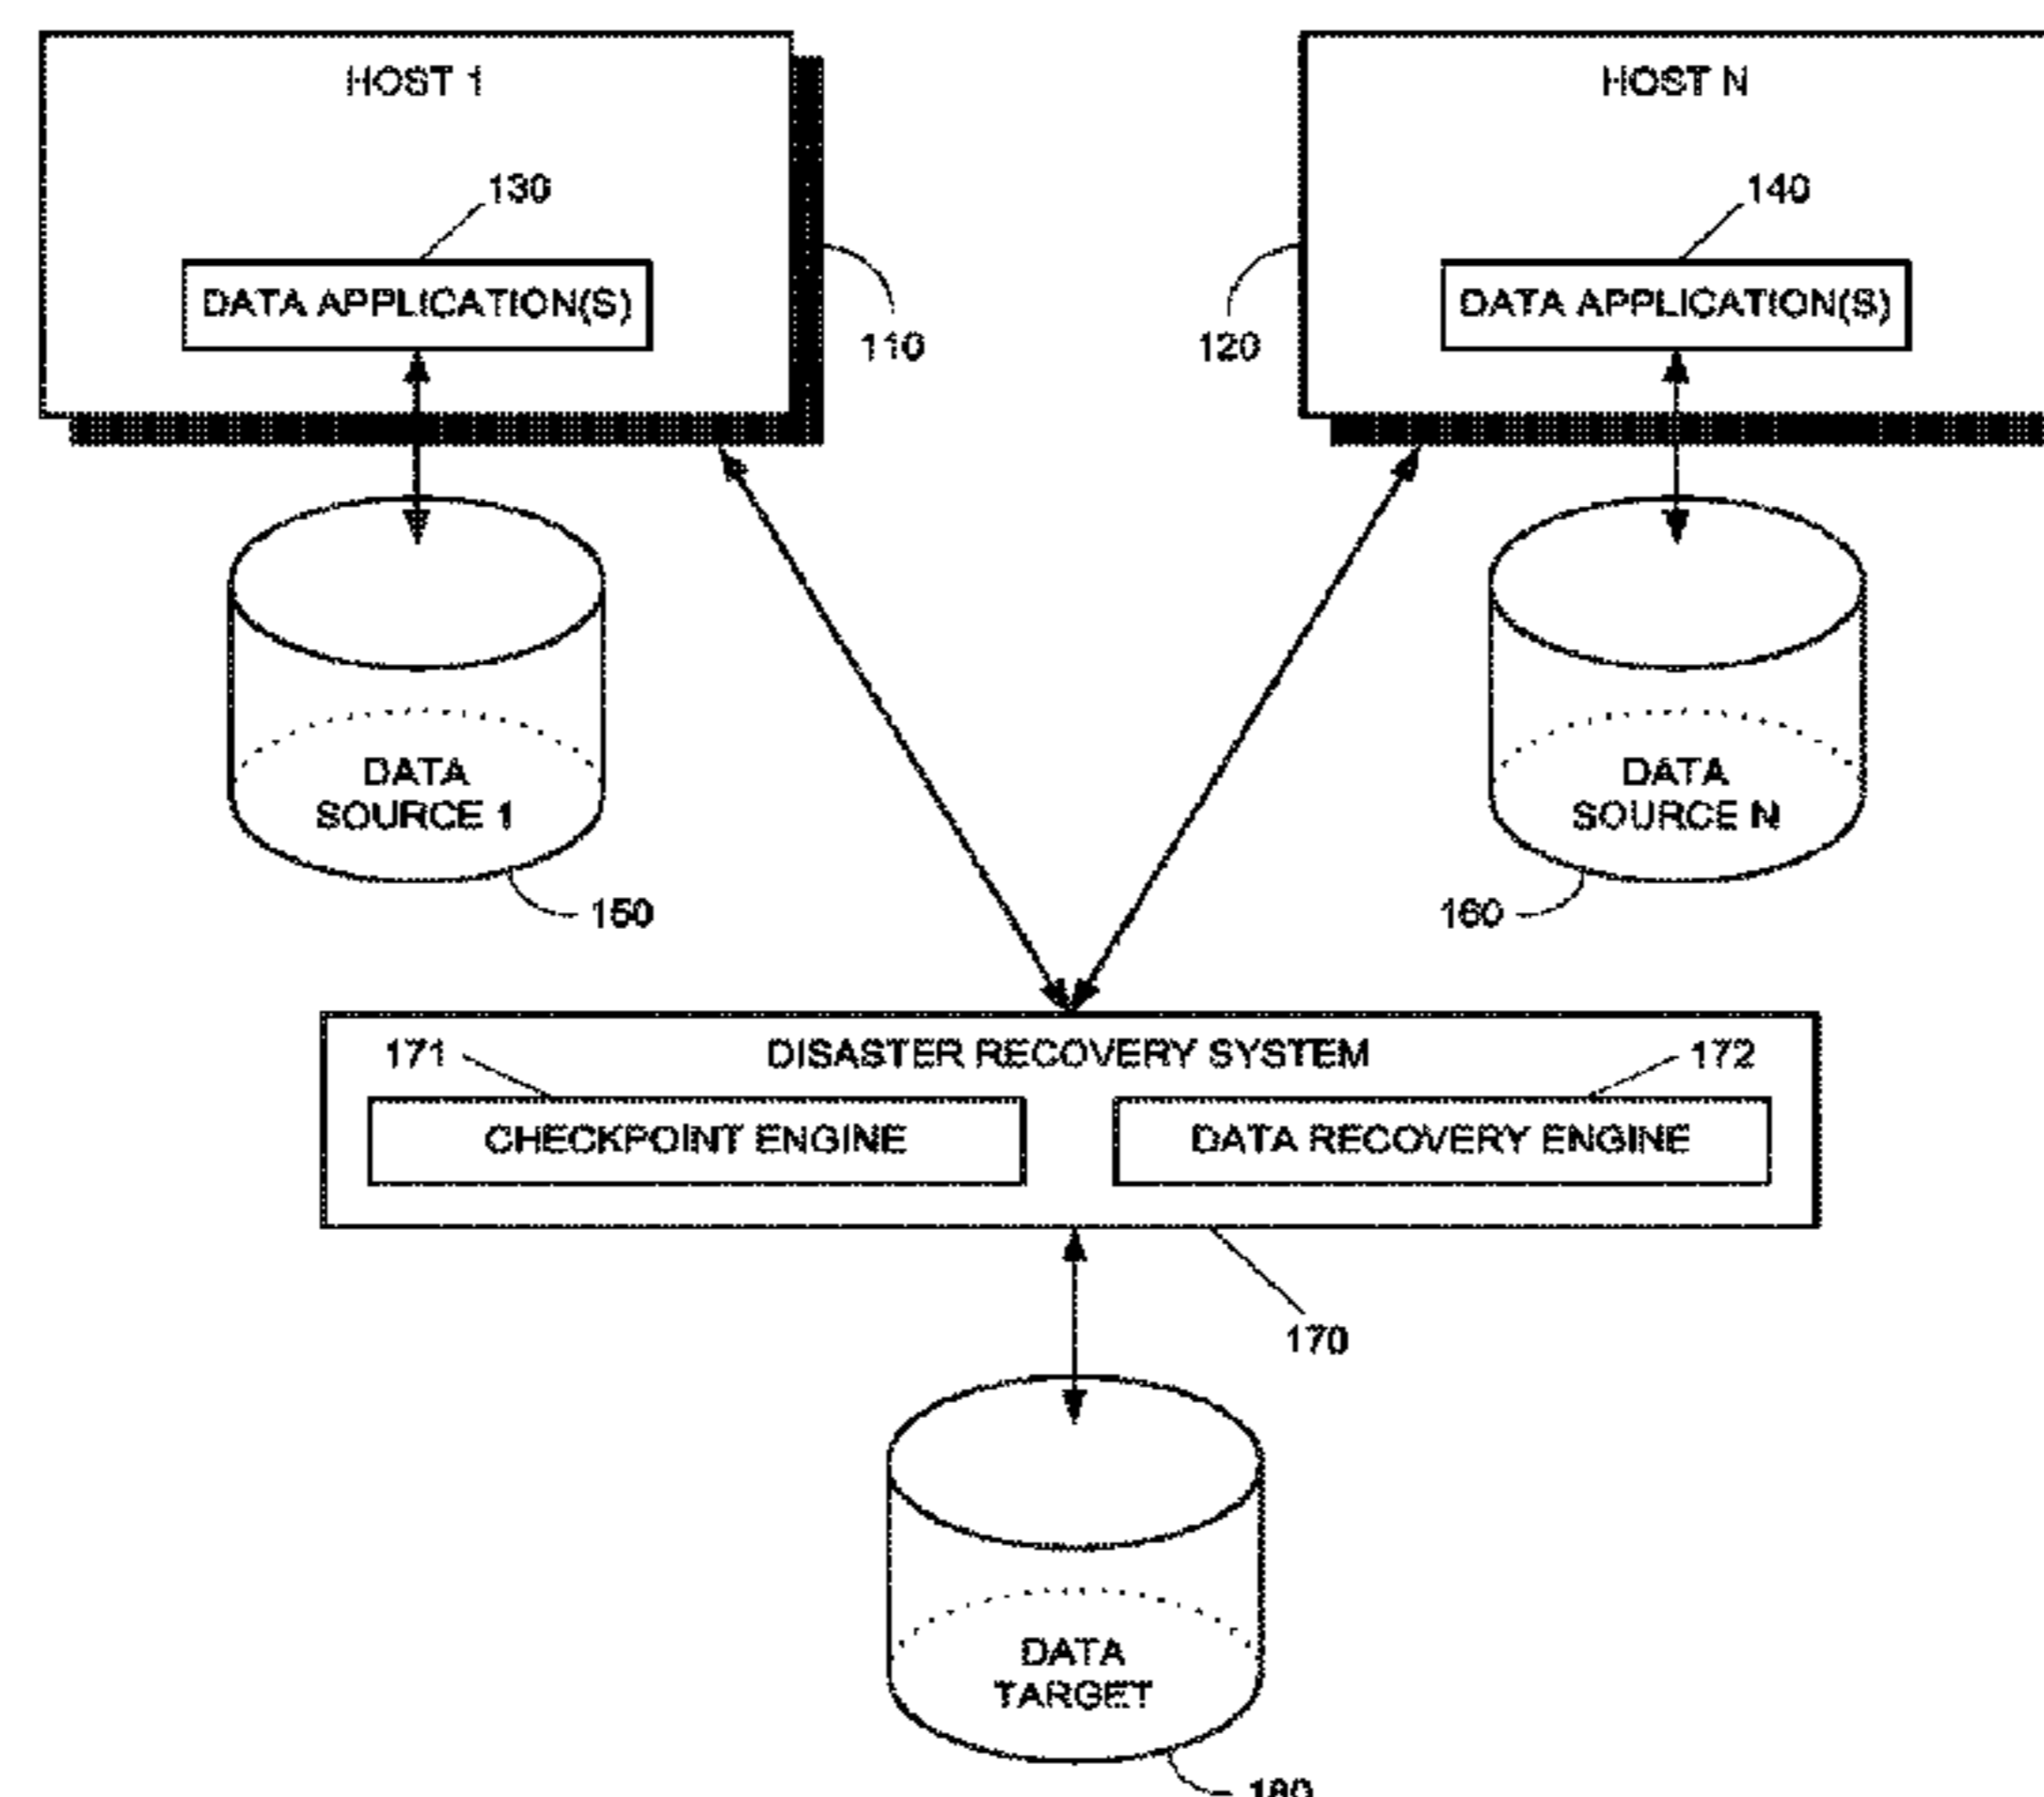 HOST 1
HOST N
130
140
DATA APPLICATION(S)
DATA APPLICATION(S)
110
120
DATA
SOURCE 1
DATA
SOURCE N
150
160
171
DISASTER RECOVERY SYSTEM
172
CHECKPOINT ENGINE
DATA RECOVERY ENGINE
170
DATA
TARGET
180